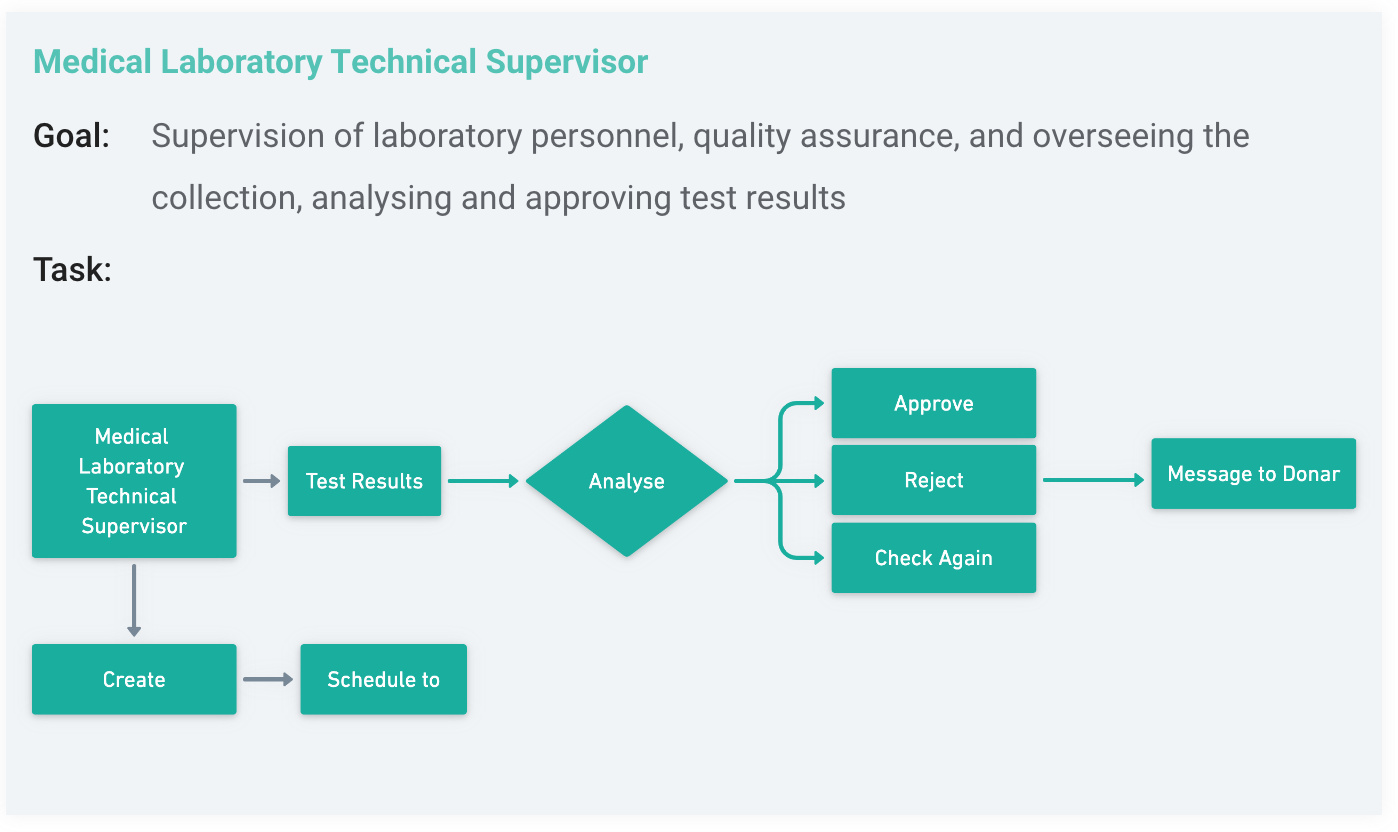 Medical Laboratory Technical Supervisor
Goal: Supervision of laboratory personnel, quality assurance, and overseeing the
collection, analysing and approving test results
Task:
Medical
Laboratory
Technical
Supervisor
Test Results
Analyse
Approve
Reject
Check Again
Message to Donar
Create
Schedule to